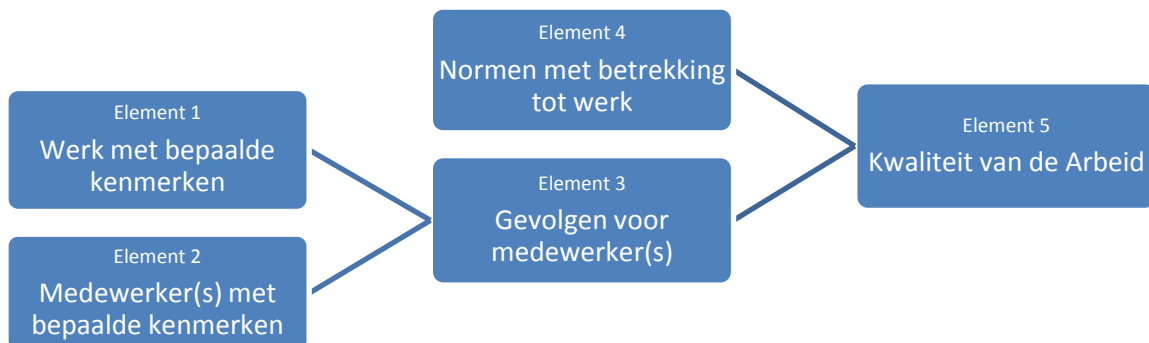 Element 1
Werk met bepaalde
kenmerken
Element 2
Medewerker(s) met
bepaalde kenmerken
Element 4
Normen met betrekking
tot werk
Element 3
Gevolgen voor
medewerker(s)
Element 5
Kwaliteit van de Arbeid